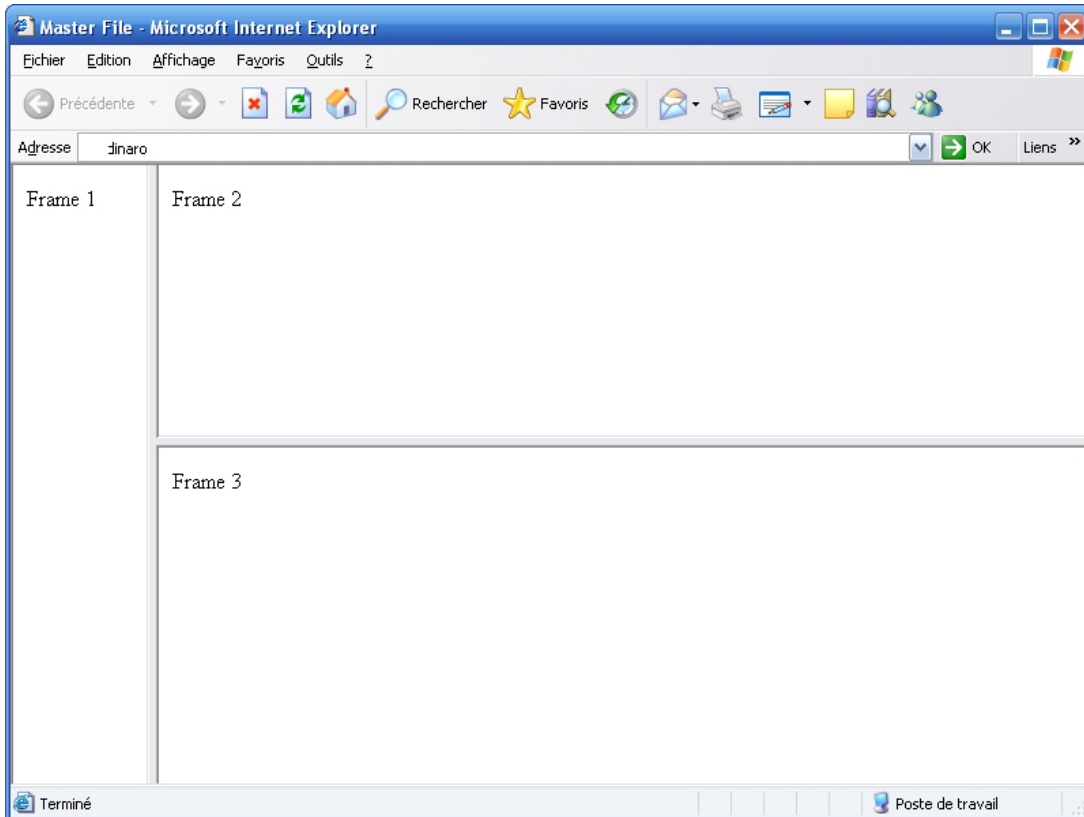 Master File - Microsoft Internet Explorer
Fichier Edition Affichage Favoris Outils ?
Précédente Rechercher Favoris
Adresse dinaro OK Liens »
Frame 1 Frame 2
Frame 3
Terminé Poste de travail